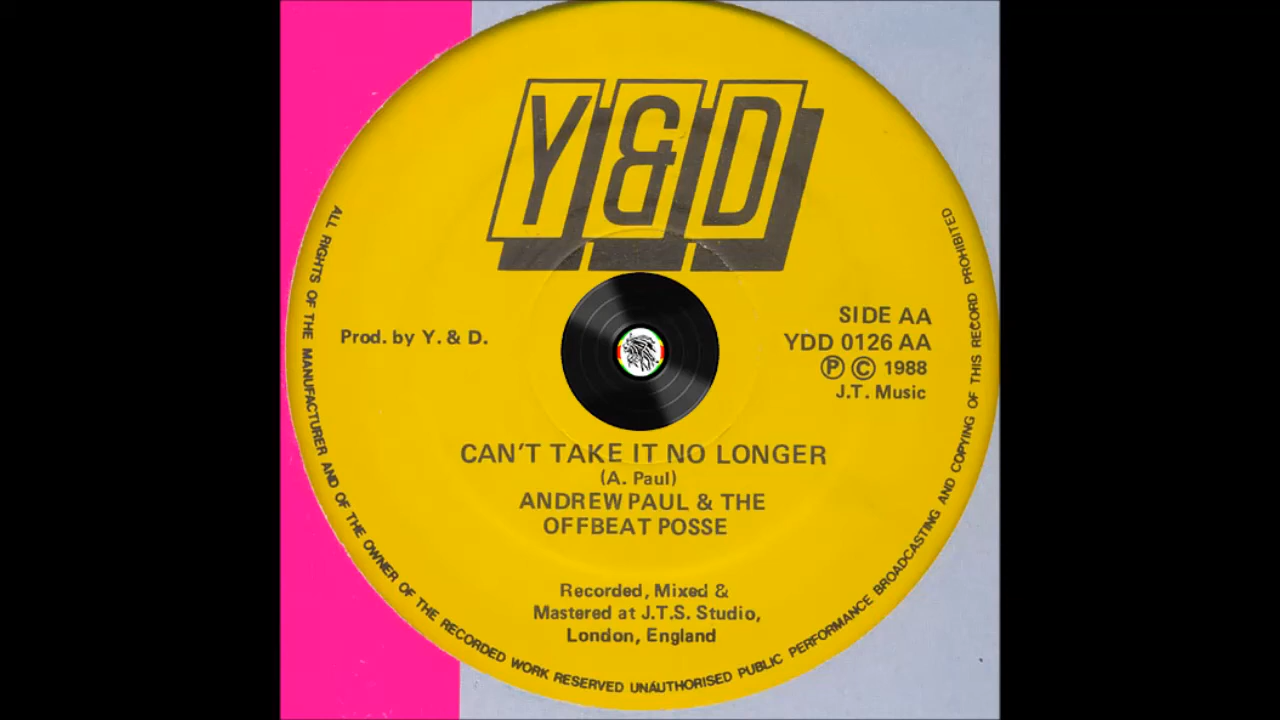 Y&D
Prod. by Y. & D.
SIDE AA
YDD 0126 AA
Ⓟ © 1988
J.T. Music
CAN'T TAKE IT NO LONGER
(A. Paul)
ANDREW PAUL & THE
OFFBEAT POSSE
Recorded, Mixed &
Mastered at J.T.S. Studio,
London, England
ALL RIGHTS OF THE MANUFACTURER AND OF THE OWNER OF THE RECORDED WORK RESERVED UNAUTHORISED PUBLIC PERFORMANCE BROADCASTING AND COPYING OF THIS RECORD PROHIBITED